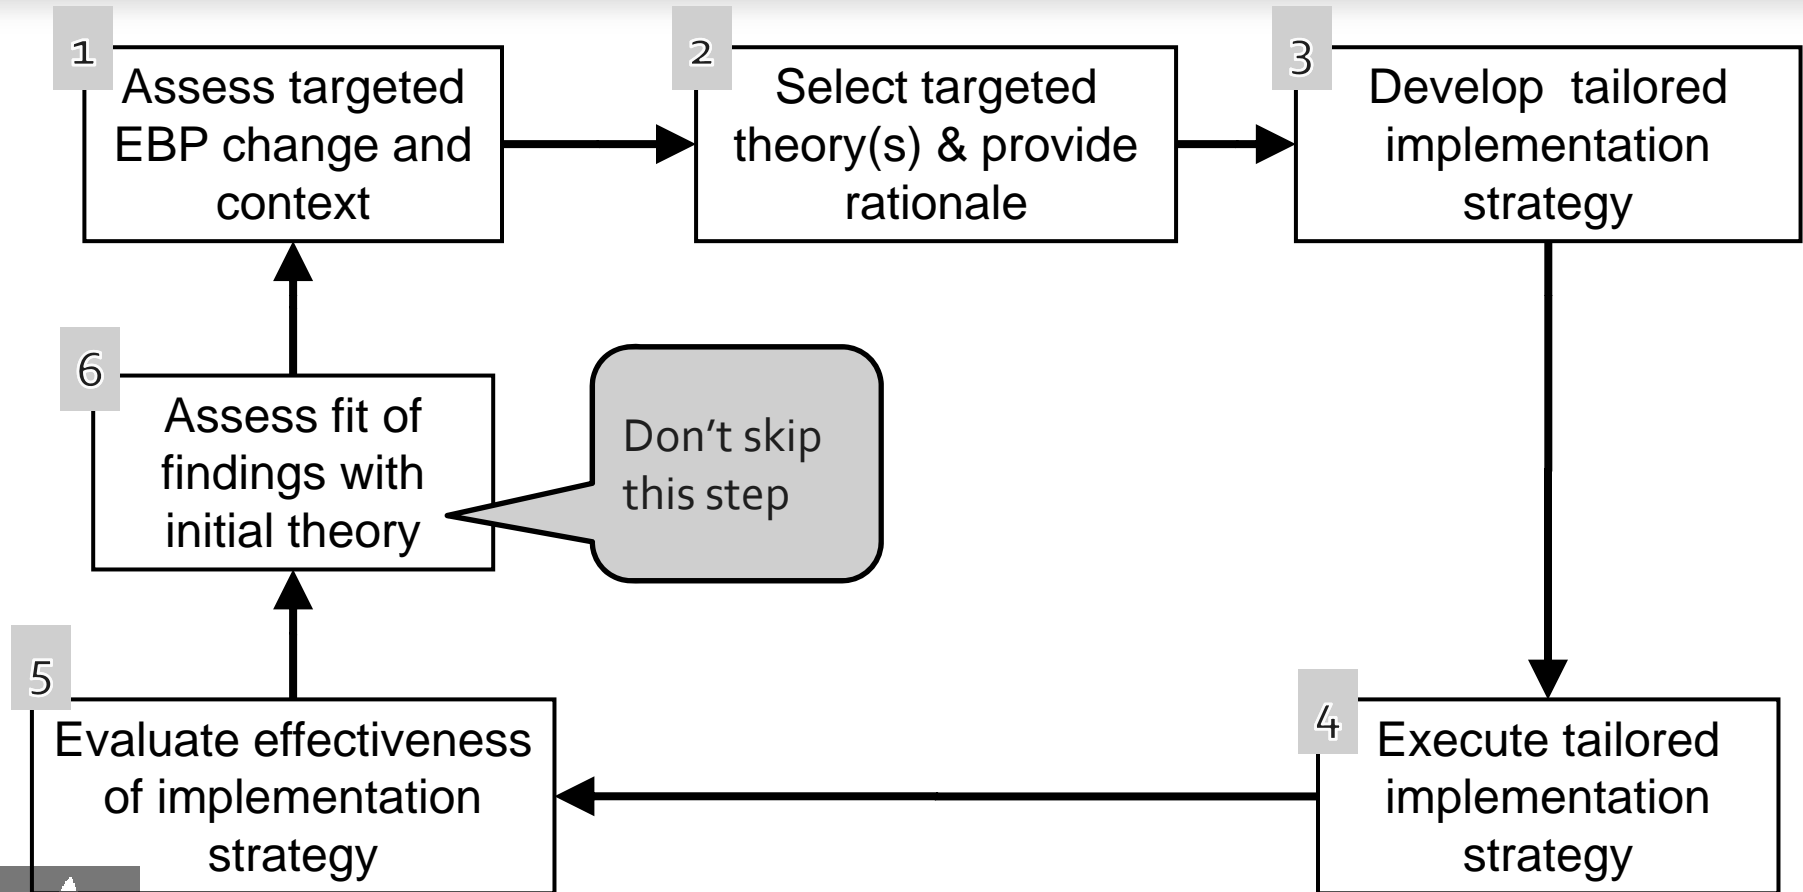 1
Assess targeted
EBP change and
context
2
Select targeted
theory(s) & provide
rationale
3
Develop  tailored
implementation
strategy
6
Assess fit of
findings with
initial theory
Don’t skip
this step
5
Evaluate effectiveness
of implementation
strategy
4
Execute tailored
implementation
strategy